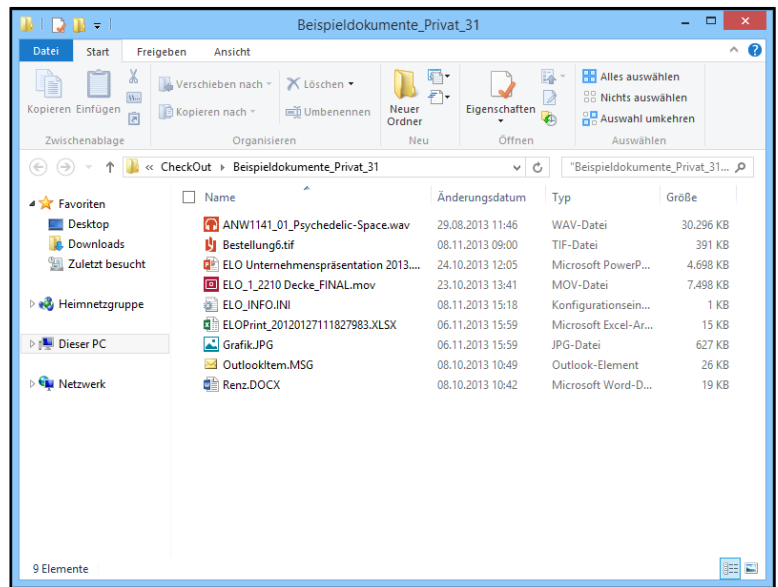 Beispieldokumente_Privat_31
Datei Start Freigeben Ansicht
Kopieren Einfügen
Verschieben nach
Kopieren nach
Löschen
Umbenennen
Neuer
Ordner
Eigenschaften
Alles auswählen
Nichts auswählen
Auswahl umkehren
Zwischenablage Organisieren Neu Öffnen Auswählen
« CheckOut Beispieldokumente_Privat_31 "Beispieldokumente_Privat_31...
Favoriten
Desktop
Downloads
Zuletzt besucht
Heimnetzgruppe
Dieser PC
Netzwerk
Name Änderungsdatum Typ Größe
ANW1141_01_Psychedelic-Space.wav 29.08.2013 11:46 WAV-Datei 30.296 KB
Bestellung6.tif 08.11.2013 09:00 TIF-Datei 391 KB
ELO Unternehmenspräsentation 2013.... 24.10.2013 12:05 Microsoft PowerP... 4.698 KB
ELO_1_2210 Decke_FINAL.mov 23.10.2013 13:41 MOV-Datei 7.498 KB
ELO_INFO.INI 08.11.2013 15:18 Konfigurationsein... 1 KB
ELOPrint_20120127111827983.XLSX 06.11.2013 15:59 Microsoft Excel-Ar... 15 KB
Grafik.JPG 06.11.2013 15:59 JPG-Datei 627 KB
OutlookItem.MSG 08.10.2013 10:49 Outlook-Element 26 KB
Renz.DOCX 08.10.2013 10:42 Microsoft Word-D... 19 KB
9 Elemente